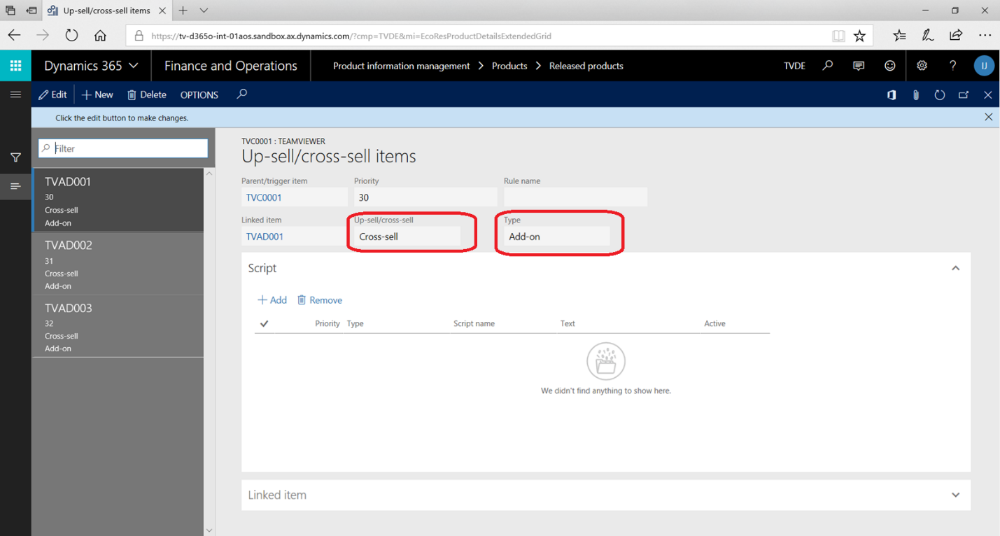 Up-sell/cross-sell items
https://tv-d365o-int-01aos.sandbox.ax.dynamics.com/?cmp=TVDE&mi=EcoResProductDetailsExtendedGrid
Dynamics 365 Finance and Operations Product information management > Products > Released products TVDE ? IJ
Edit New Delete OPTIONS
Click the edit button to make changes.
Filter
TVAD001
30
Cross-sell
Add-on
TVAD002
31
Cross-sell
Add-on
TVAD003
32
Cross-sell
Add-on
TVC0001 : TEAMVIEWER
Up-sell/cross-sell items
Parent/trigger item Priority Rule name
TVC0001 30
Linked item Up-sell/cross-sell Type
TVAD001 Cross-sell Add-on
Script
Add Remove
Priority Type Script name Text Active
We didn't find anything to show here.
Linked item